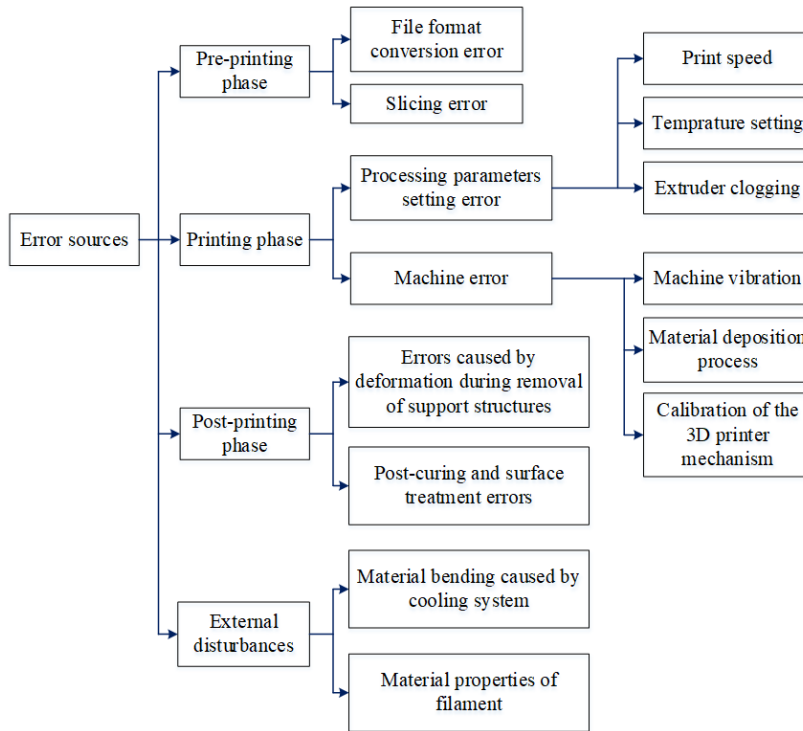 File format
conversion error
Pre-printing
phase
Slicing error
Print speed
Temprature setting
Processing parameters
setting error
Extruder clogging
Error sources
Printing phase
Machine error
Machine vibration
Material deposition
process
Calibration of the
3D printer
mechanism
Errors caused by
deformation during removal
of support structures
Post-printing
phase
Post-curing and surface
treatment errors
Material bending caused by
cooling system
External
disturbances
Material properties of
filament